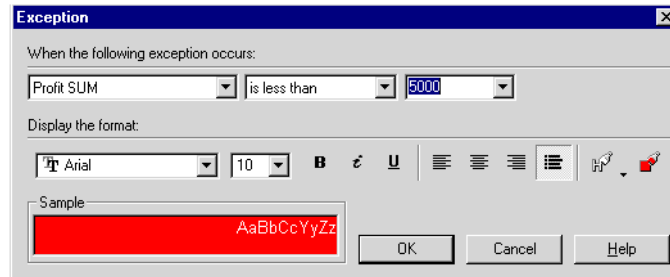 Exception
When the following exception occurs:
Profit SUM is less than 5000
Display the format:
Arial 10 B i U
Sample
AaBbCcYyZz
OK Cancel Help